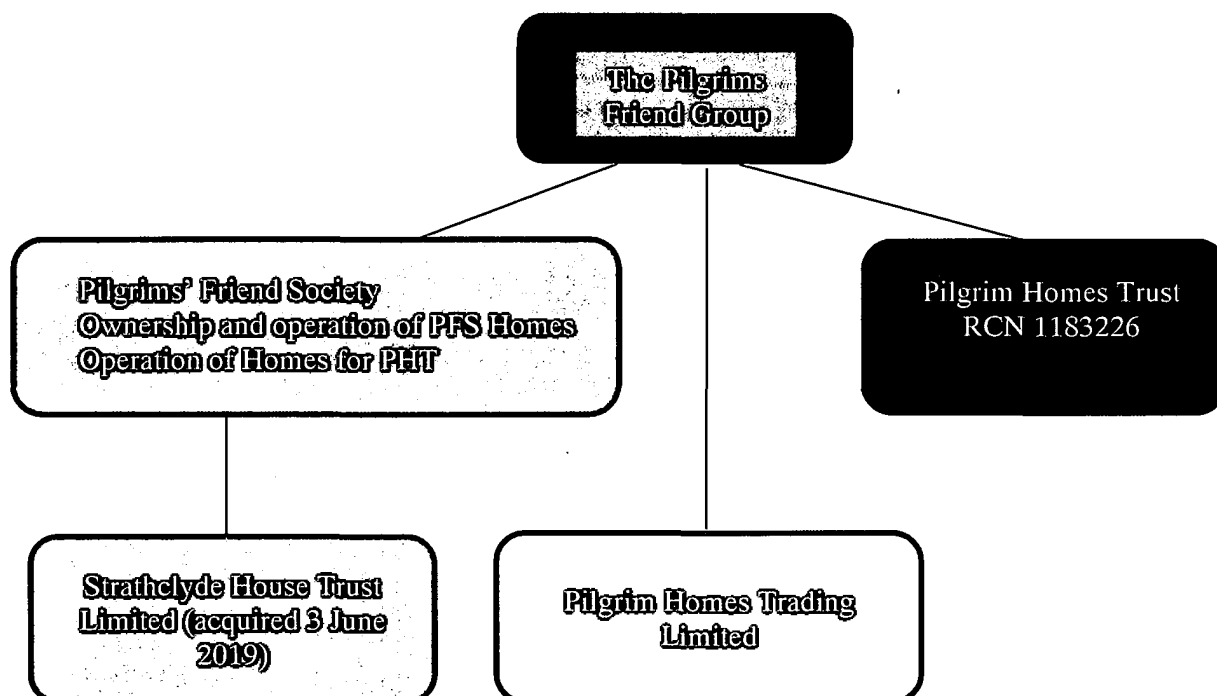 The Pilgrims
Friend Group
Pilgrims' Friend Society
Ownership and operation of PFS Homes
Operation of Homes for PHT
Pilgrim Homes Trust
RCN 1183226
Strathclyde House Trust
Limited (acquired 3 June
2019)
Pilgrim Homes Trading
Limited